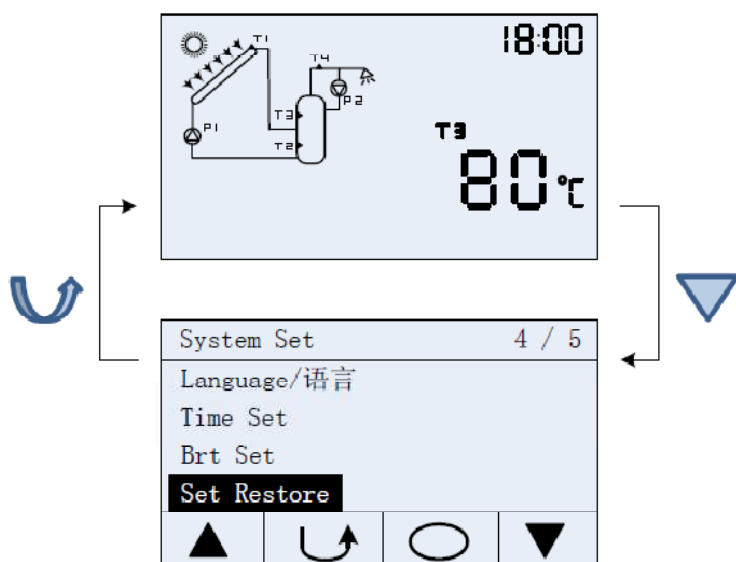 T1
18:00
T4
P2
T3
P1
T2
T3
80℃
System Set 4 / 5
Language/语言
Time Set
Brt Set
Set Restore